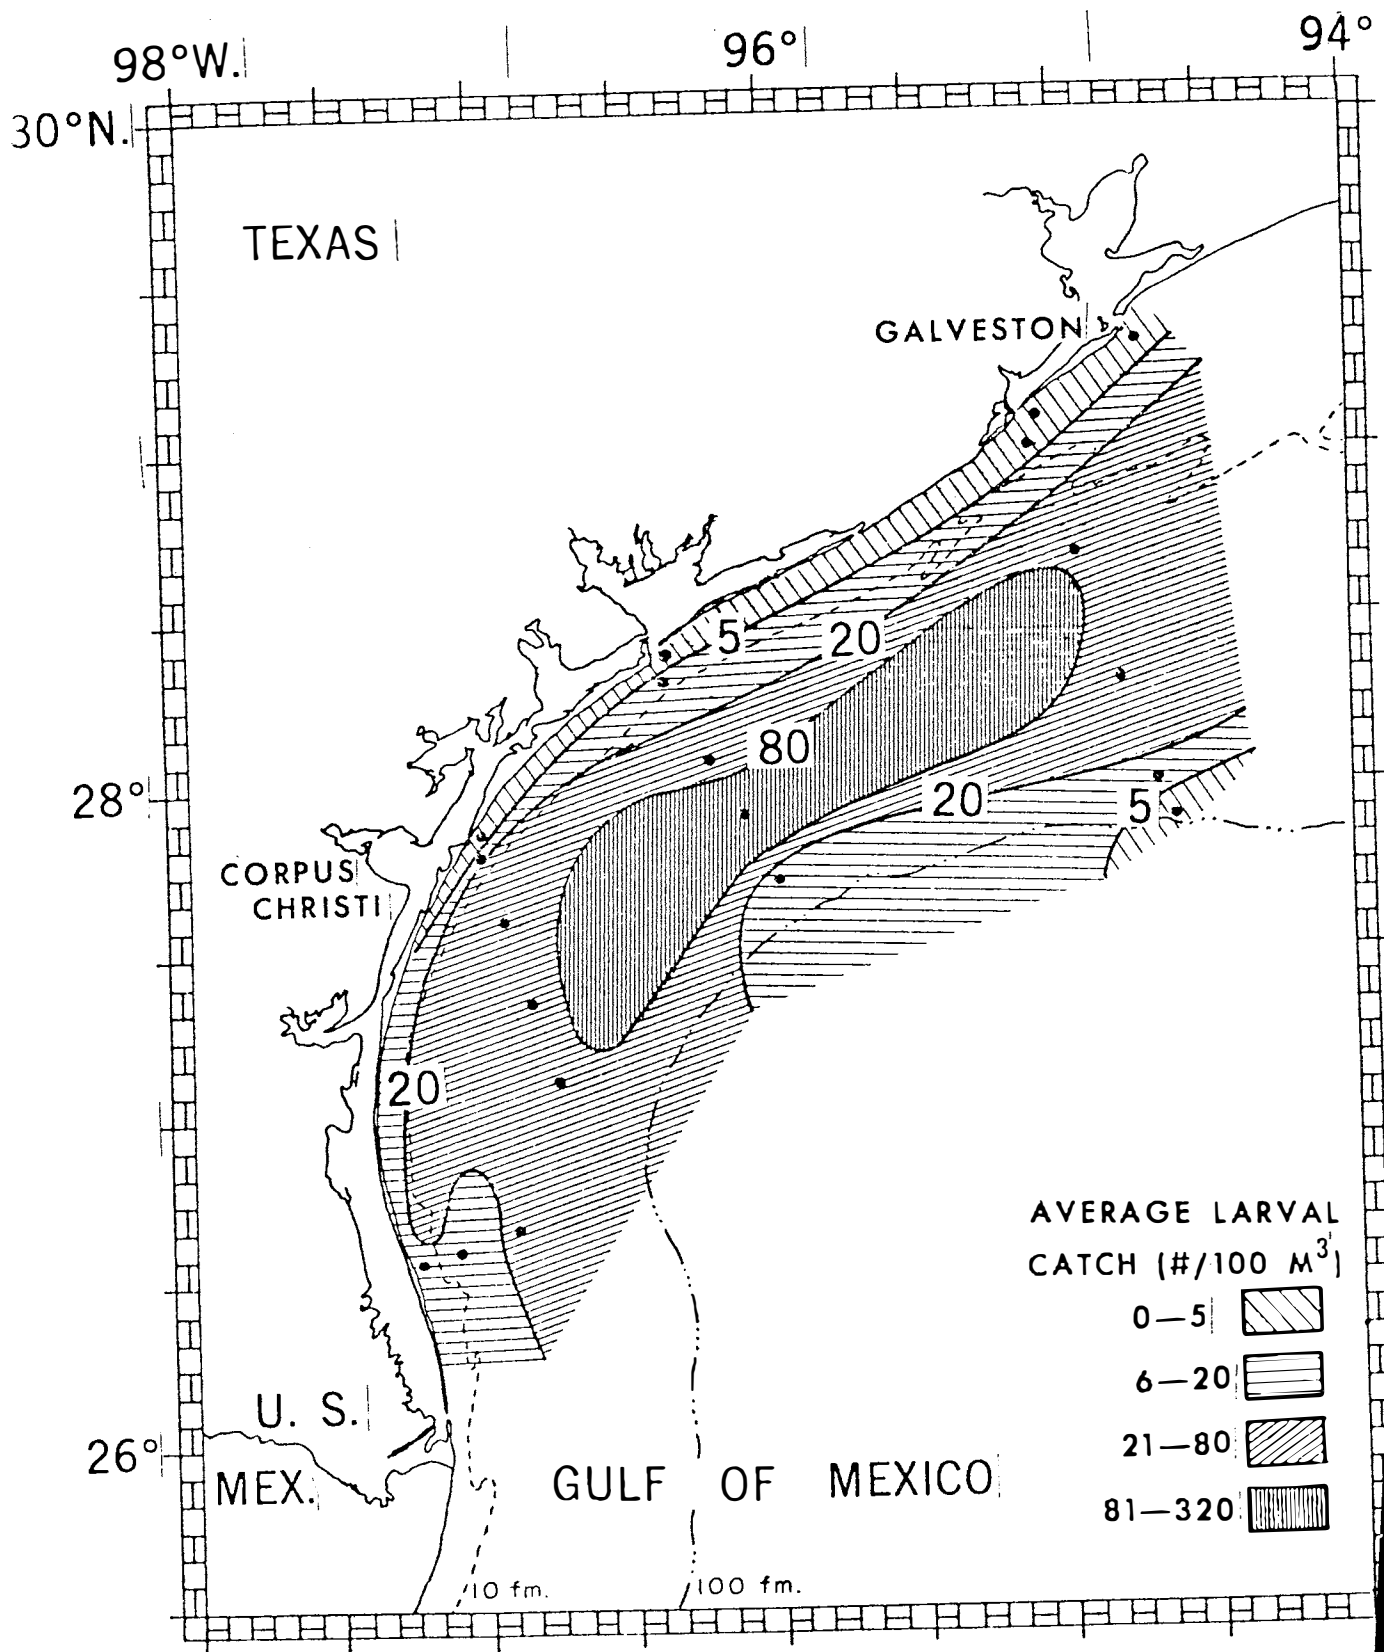 98°W. 96° 94°
30°N.
TEXAS
GALVESTON
5 20
80
28° 20 5
CORPUS
CHRISTI
20
AVERAGE LARVAL
CATCH (#/100 M³)
0—5
6—20
U. S.
21—80
26°
MEX. GULF OF MEXICO
81—320
10 fm. 100 fm.